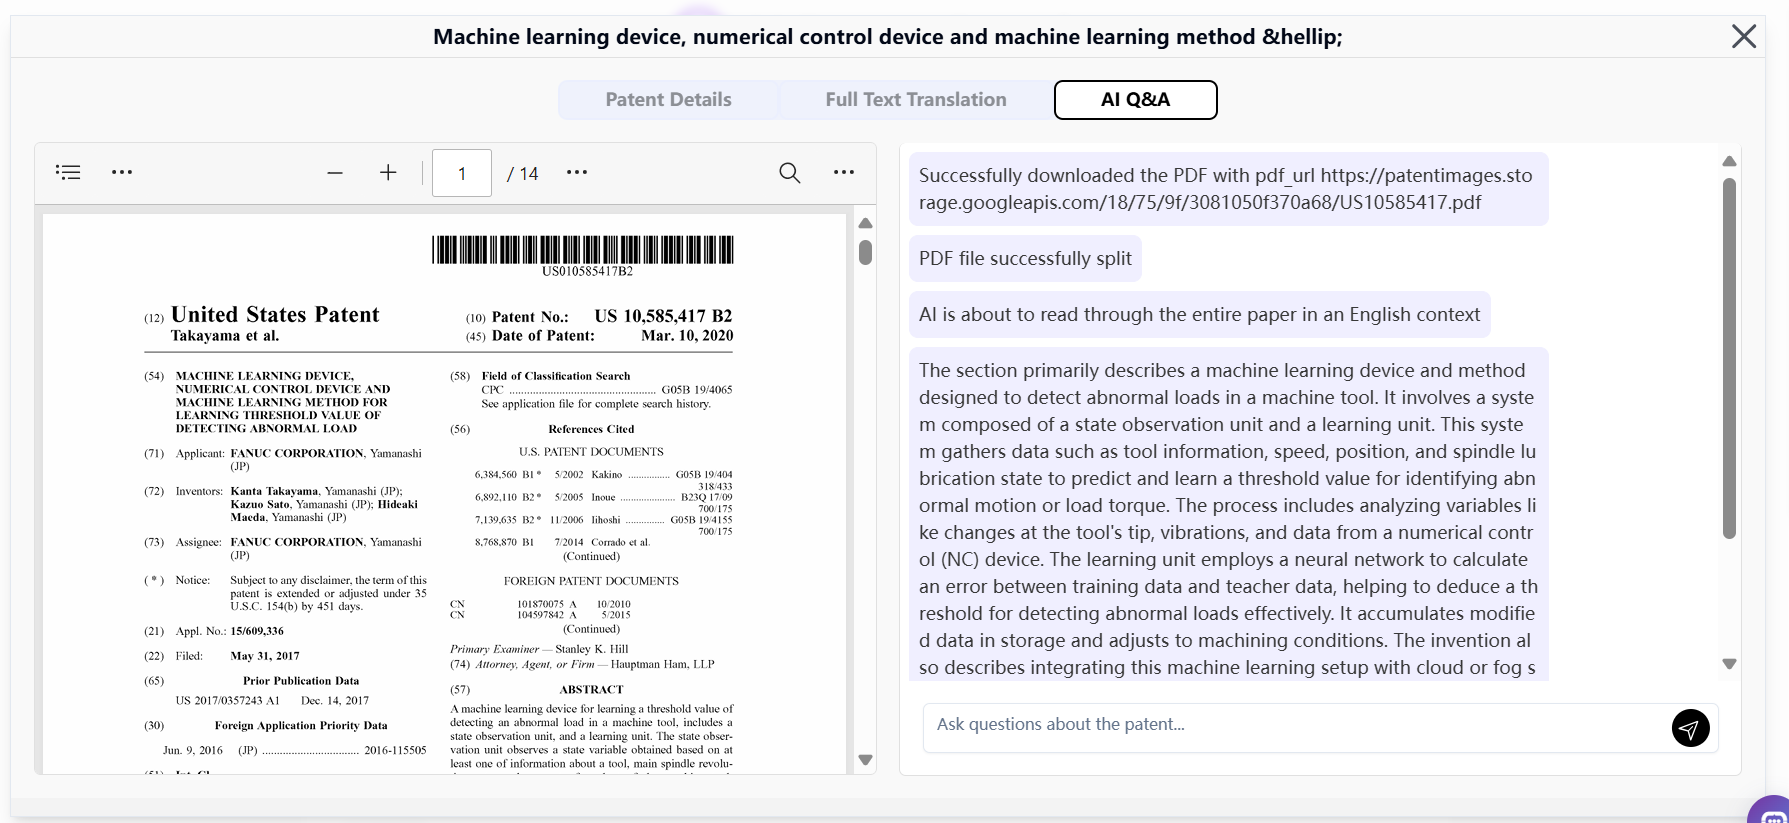 Machine learning device, numerical control device and machine learning method &hellip;
Patent Details
Full Text Translation
AI Q&A
1
/ 14
US010585417B2
(12) United States Patent
Takayama et al.
(10) Patent No.: US 10,585,417 B2
(45) Date of Patent: Mar. 10, 2020
(54) MACHINE LEARNING DEVICE,
NUMERICAL CONTROL DEVICE AND
MACHINE LEARNING METHOD FOR
LEARNING THRESHOLD VALUE OF
DETECTING ABNORMAL LOAD
(71) Applicant: FANUC CORPORATION, Yamanashi
(JP)
(72) Inventors: Kanta Takayama, Yamanashi (JP);
Kazuo Sato, Yamanashi (JP); Hideaki
Maeda, Yamanashi (JP)
(73) Assignee: FANUC CORPORATION, Yamanashi
(JP)
( * ) Notice: Subject to any disclaimer, the term of this
patent is extended or adjusted under 35
U.S.C. 154(b) by 451 days.
(21) Appl. No.: 15/609,336
(22) Filed: May 31, 2017
(65) Prior Publication Data
US 2017/0357243 A1 Dec. 14, 2017
(30) Foreign Application Priority Data
Jun. 9, 2016 (JP) ................................. 2016-115505
(58) Field of Classification Search
CPC .................................................. G05B 19/4065
See application file for complete search history.
(56) References Cited
U.S. PATENT DOCUMENTS
6,384,560 B1 * 5/2002 Kakino ............... G05B 19/404
318/433
6,892,110 B2 * 5/2005 Inoue .................... B23Q 17/09
700/175
7,139,635 B2 * 11/2006 Iihoshi .............. G05B 19/4155
700/175
8,768,870 B1 7/2014 Corrado et al.
(Continued)
FOREIGN PATENT DOCUMENTS
CN 101870075 A 10/2010
CN 104597842 A 5/2015
(Continued)
Primary Examiner — Stanley K. Hill
(74) Attorney, Agent, or Firm — Hauptman Ham, LLP
(57) ABSTRACT
A machine learning device for learning a threshold value of
detecting an abnormal load in a machine tool, includes a
state observation unit, and a learning unit. The state obser-
vation unit observes a state variable obtained based on at
least one of information about a tool, main spindle revolu-
Successfully downloaded the PDF with pdf_url https://patentimages.sto
rage.googleapis.com/18/75/9f/3081050f370a68/US10585417.pdf
PDF file successfully split
AI is about to read through the entire paper in an English context
The section primarily describes a machine learning device and method
designed to detect abnormal loads in a machine tool. It involves a syste
m composed of a state observation unit and a learning unit. This syste
m gathers data such as tool information, speed, position, and spindle lu
brication state to predict and learn a threshold value for identifying abn
ormal motion or load torque. The process includes analyzing variables li
ke changes at the tool's tip, vibrations, and data from a numerical contr
ol (NC) device. The learning unit employs a neural network to calculate
an error between training data and teacher data, helping to deduce a th
reshold for detecting abnormal loads effectively. It accumulates modifie
d data in storage and adjusts to machining conditions. The invention al
so describes integrating this machine learning setup with cloud or fog s
Ask questions about the patent...